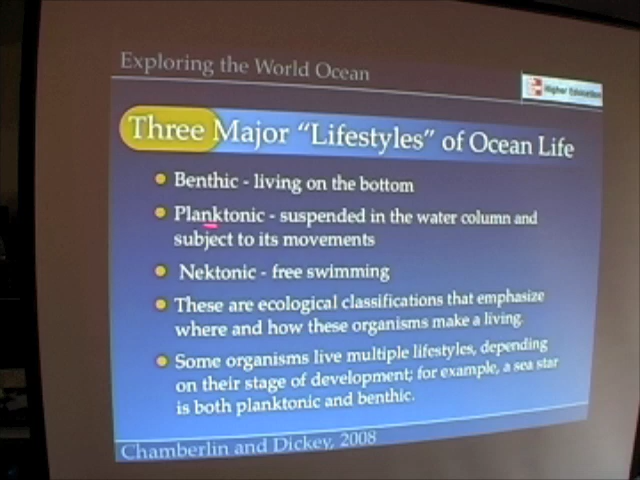 Exploring the World Ocean
Higher Education
Three Major “Lifestyles” of Ocean Life
Benthic - living on the bottom
Planktonic - suspended in the water column and
subject to its movements
Nektonic - free swimming
These are ecological classifications that emphasize
where and how these organisms make a living.
Some organisms live multiple lifestyles, depending
on their stage of development; for example, a sea star
is both planktonic and benthic.
Chamberlin and Dickey, 2008